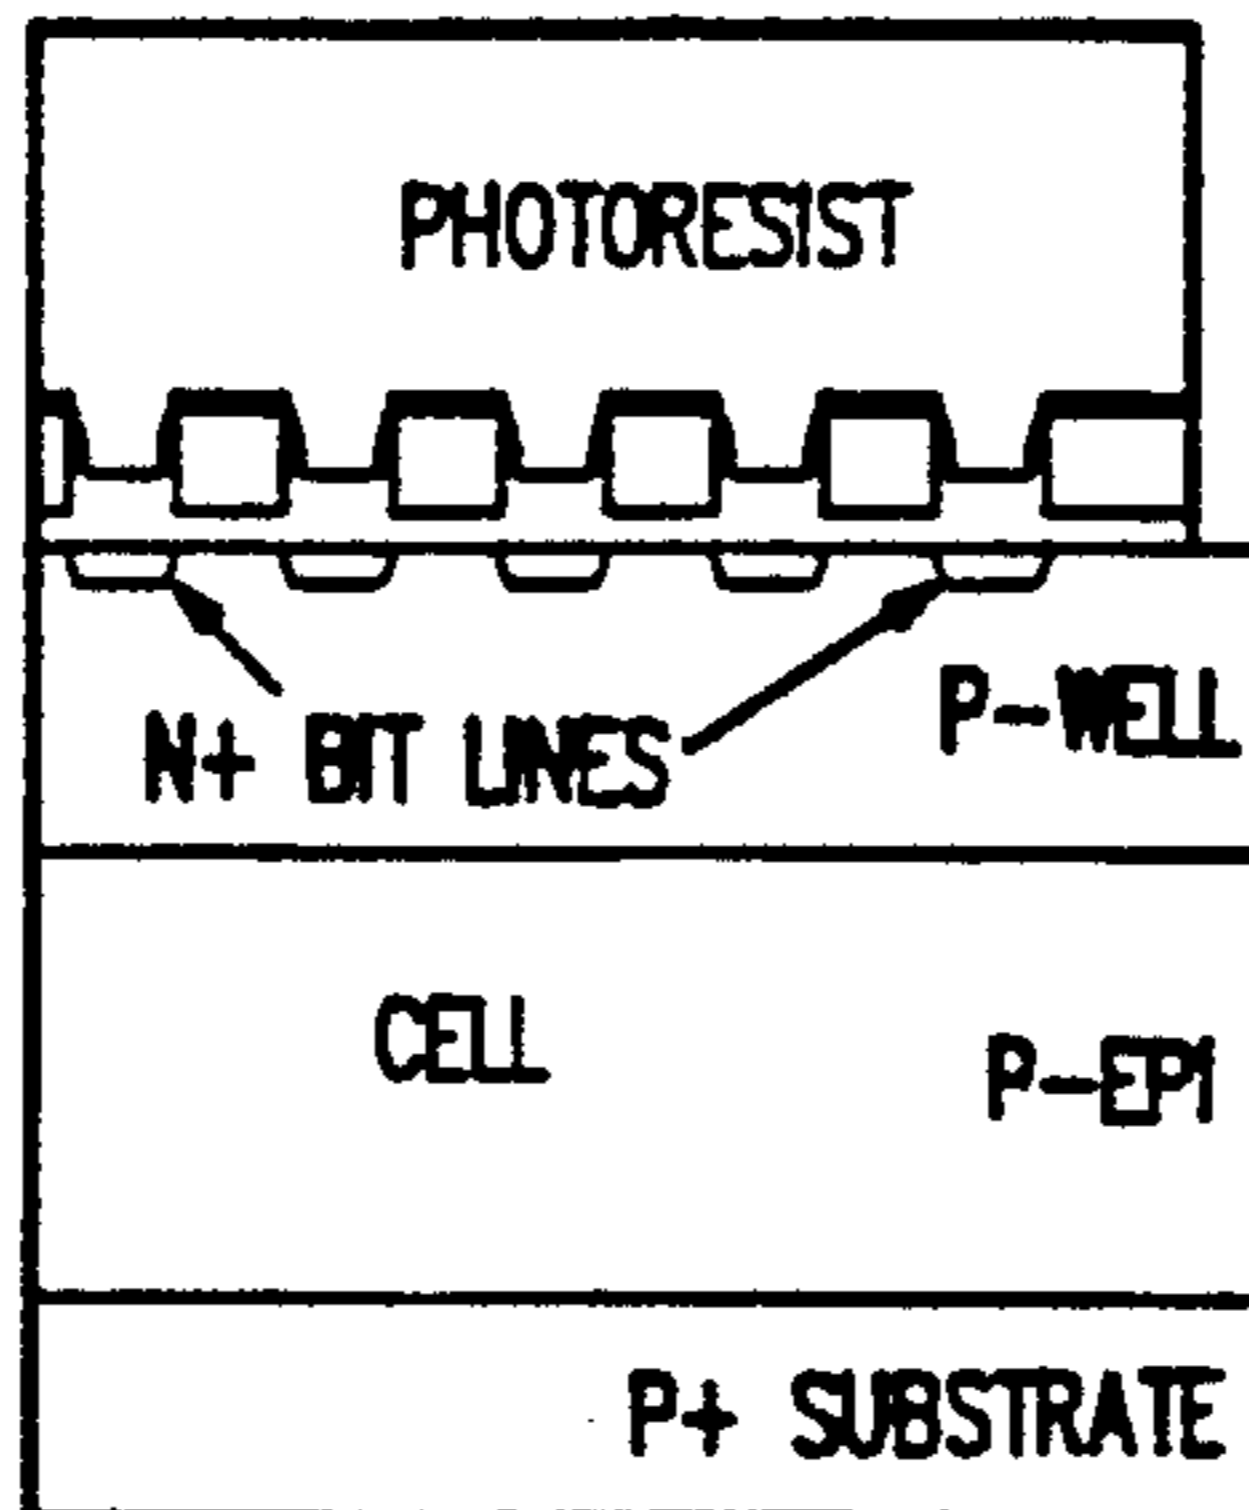 PHOTORESIST
P-WELL
N+ BIT LINES
CELL
P-EPI
P+ SUBSTRATE